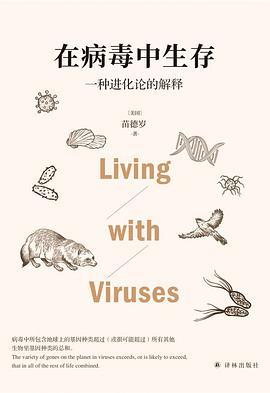 在病毒中生存
一种进化论的解释
［美国］
苗德岁
·著·
Living
with
Viruses
病毒中所包含地球上的基因种类超过（或很可能超过）所有其他
生物里基因种类的总和。
The variety of genes on the planet in viruses exceeds, or is likely to exceed,
that in all of the rest of life combined.
译林出版社